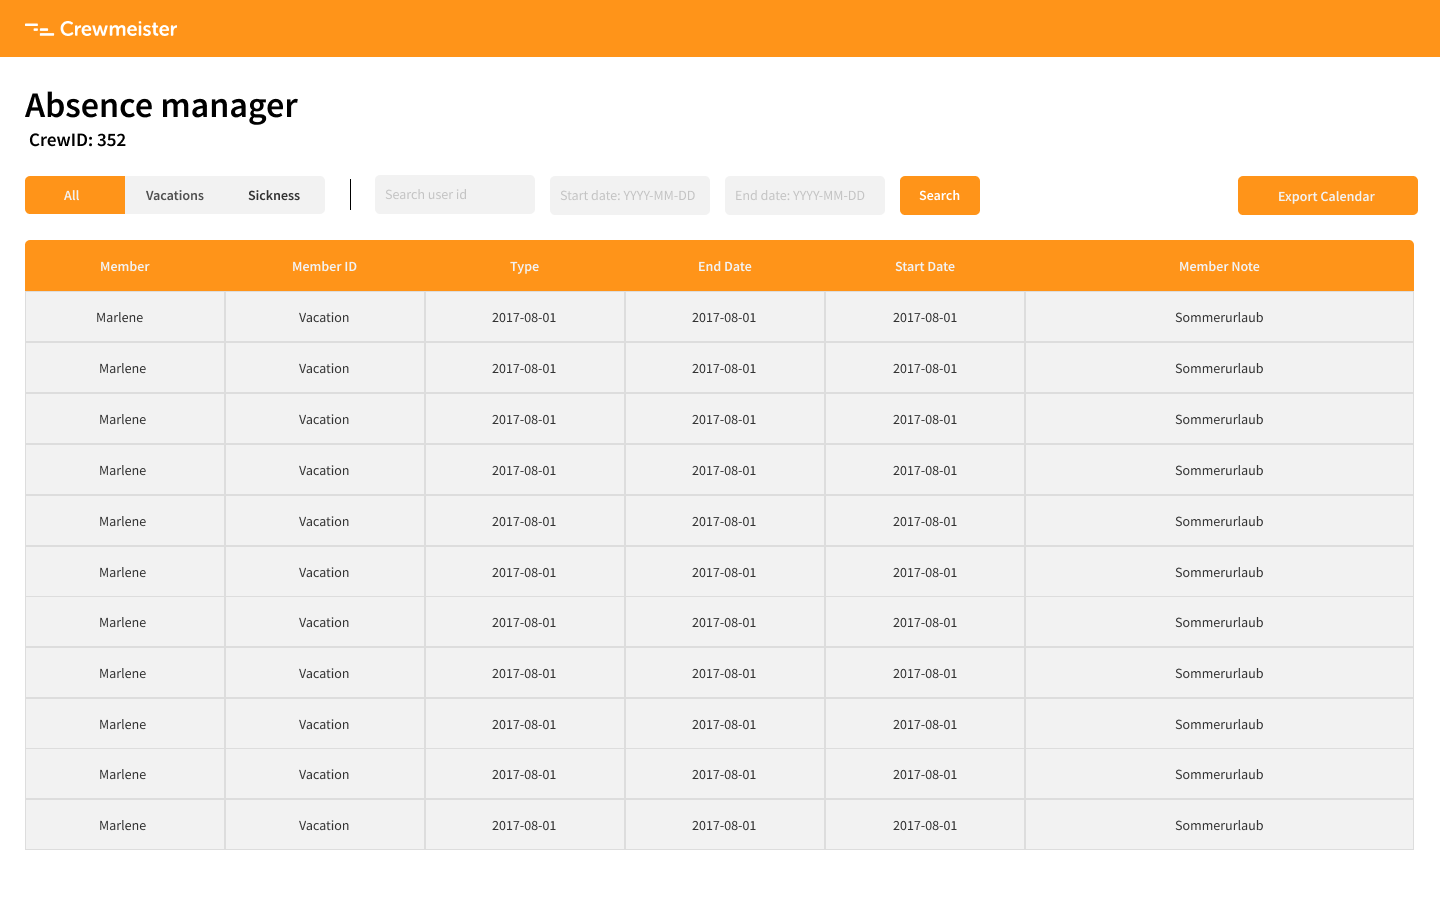 Crewmeister
Absence manager
CrewID: 352
All Vacations Sickness Search user id Start date: YYYY-MM-DD End date: YYYY-MM-DD Search Export Calendar
Member Member ID Type End Date Start Date Member Note
Marlene Vacation 2017-08-01 2017-08-01 2017-08-01 Sommerurlaub
Marlene Vacation 2017-08-01 2017-08-01 2017-08-01 Sommerurlaub
Marlene Vacation 2017-08-01 2017-08-01 2017-08-01 Sommerurlaub
Marlene Vacation 2017-08-01 2017-08-01 2017-08-01 Sommerurlaub
Marlene Vacation 2017-08-01 2017-08-01 2017-08-01 Sommerurlaub
Marlene Vacation 2017-08-01 2017-08-01 2017-08-01 Sommerurlaub
Marlene Vacation 2017-08-01 2017-08-01 2017-08-01 Sommerurlaub
Marlene Vacation 2017-08-01 2017-08-01 2017-08-01 Sommerurlaub
Marlene Vacation 2017-08-01 2017-08-01 2017-08-01 Sommerurlaub
Marlene Vacation 2017-08-01 2017-08-01 2017-08-01 Sommerurlaub
Marlene Vacation 2017-08-01 2017-08-01 2017-08-01 Sommerurlaub